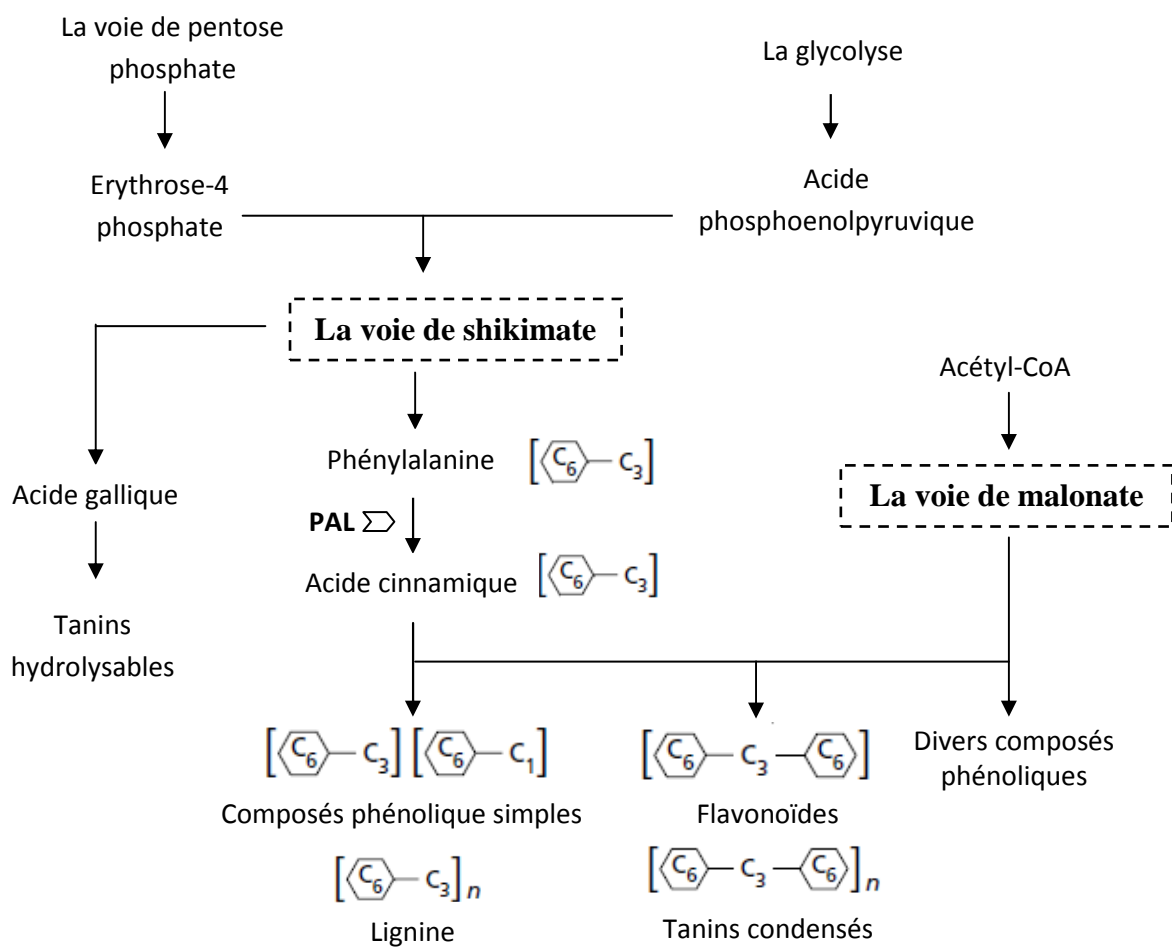 La voie de pentose
phosphate
La glycolyse
Erythrose-4
phosphate
Acide
phosphoenolpyruvique
La voie de shikimate
Acétyl-CoA
Phénylalanine [C6 — C3]
La voie de malonate
Acide gallique
PAL
Acide cinnamique [C6 — C3]
Tanins
hydrolysables
[C6 — C3] [C6 — C1]
Composés phénolique simples
[C6 — C3]n
Lignine
[C6 — C3 — C6]
Flavonoïdes
[C6 — C3 — C6]n
Tanins condensés
Divers composés
phénoliques